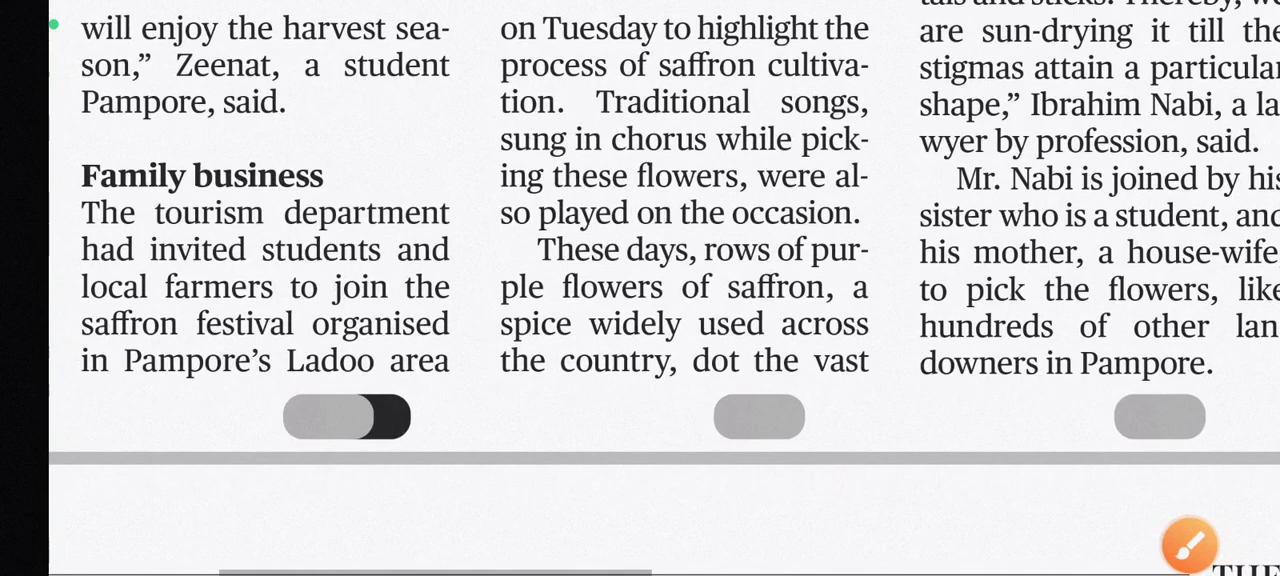 will enjoy the harvest sea-
son,” Zeenat, a student
Pampore, said.
Family business
The tourism department
had invited students and
local farmers to join the
saffron festival organised
in Pampore’s Ladoo area
on Tuesday to highlight the
process of saffron cultiva-
tion. Traditional songs,
sung in chorus while pick-
ing these flowers, were al-
so played on the occasion.
These days, rows of pur-
ple flowers of saffron, a
spice widely used across
the country, dot the vast
are sun-drying it till the
stigmas attain a particular
shape,” Ibrahim Nabi, a la
wyer by profession, said.
Mr. Nabi is joined by his
sister who is a student, and
his mother, a house-wife,
to pick the flowers, like
hundreds of other lan
downers in Pampore.